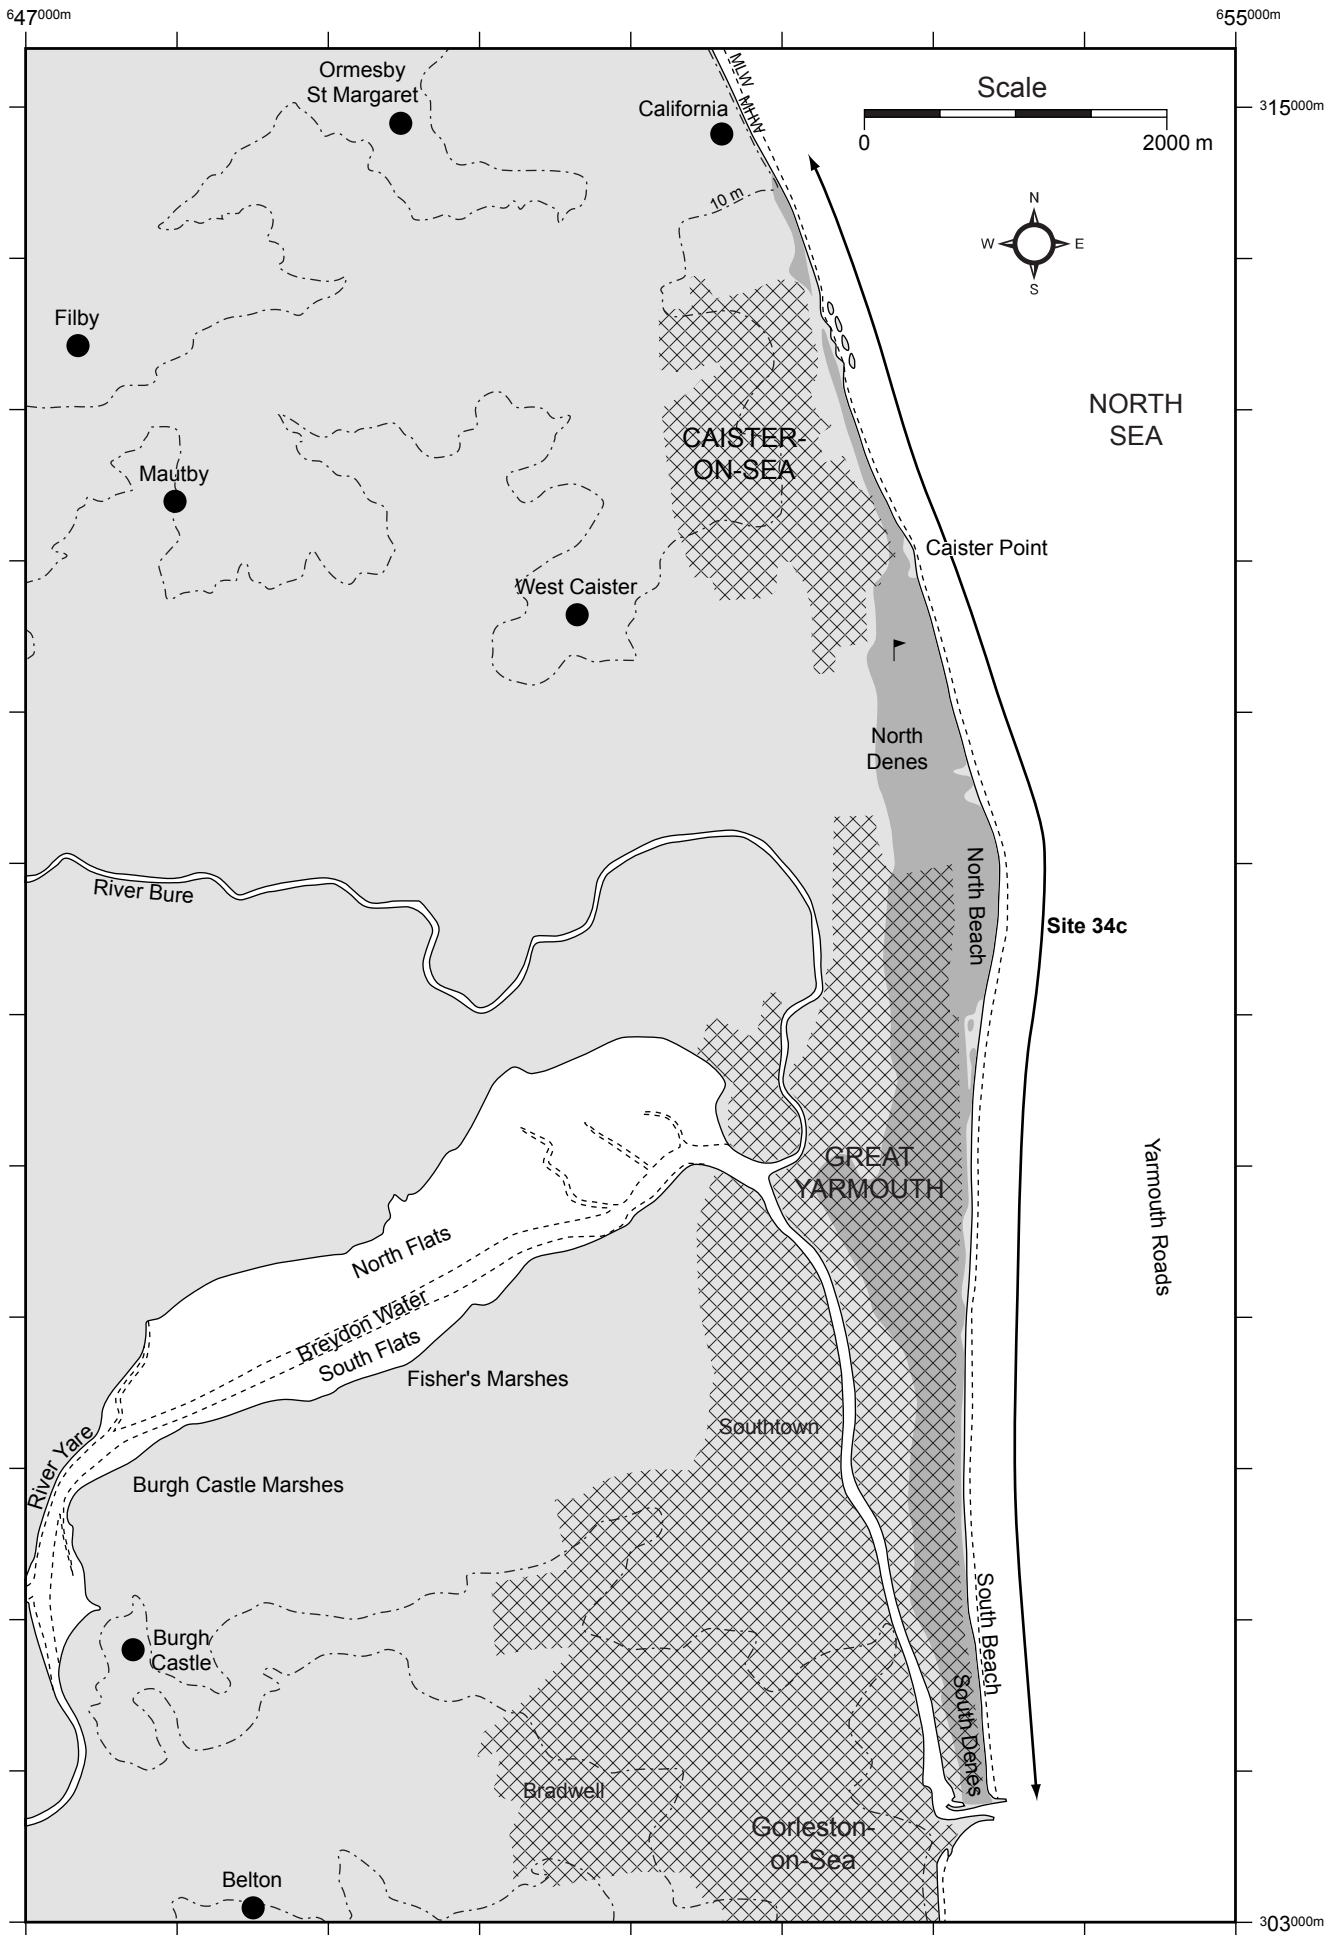 647000m
655000m
Ormesby
St Margaret
California
MLW
MHW
Scale
0
2000 m
315000m
10 m
N
W
E
S
Filby
NORTH
SEA
CAISTER-
ON-SEA
Mautby
Caister Point
West Caister
North
Denes
River Bure
North Beach
Site 34c
GREAT
YARMOUTH
Yarmouth Roads
North Flats
Breydon Water
South Flats
Fisher's Marshes
Southtown
River Yare
Burgh Castle Marshes
South Beach
Burgh
Castle
South Denes
Bradwell
Gorleston-
on-Sea
Belton
303000m